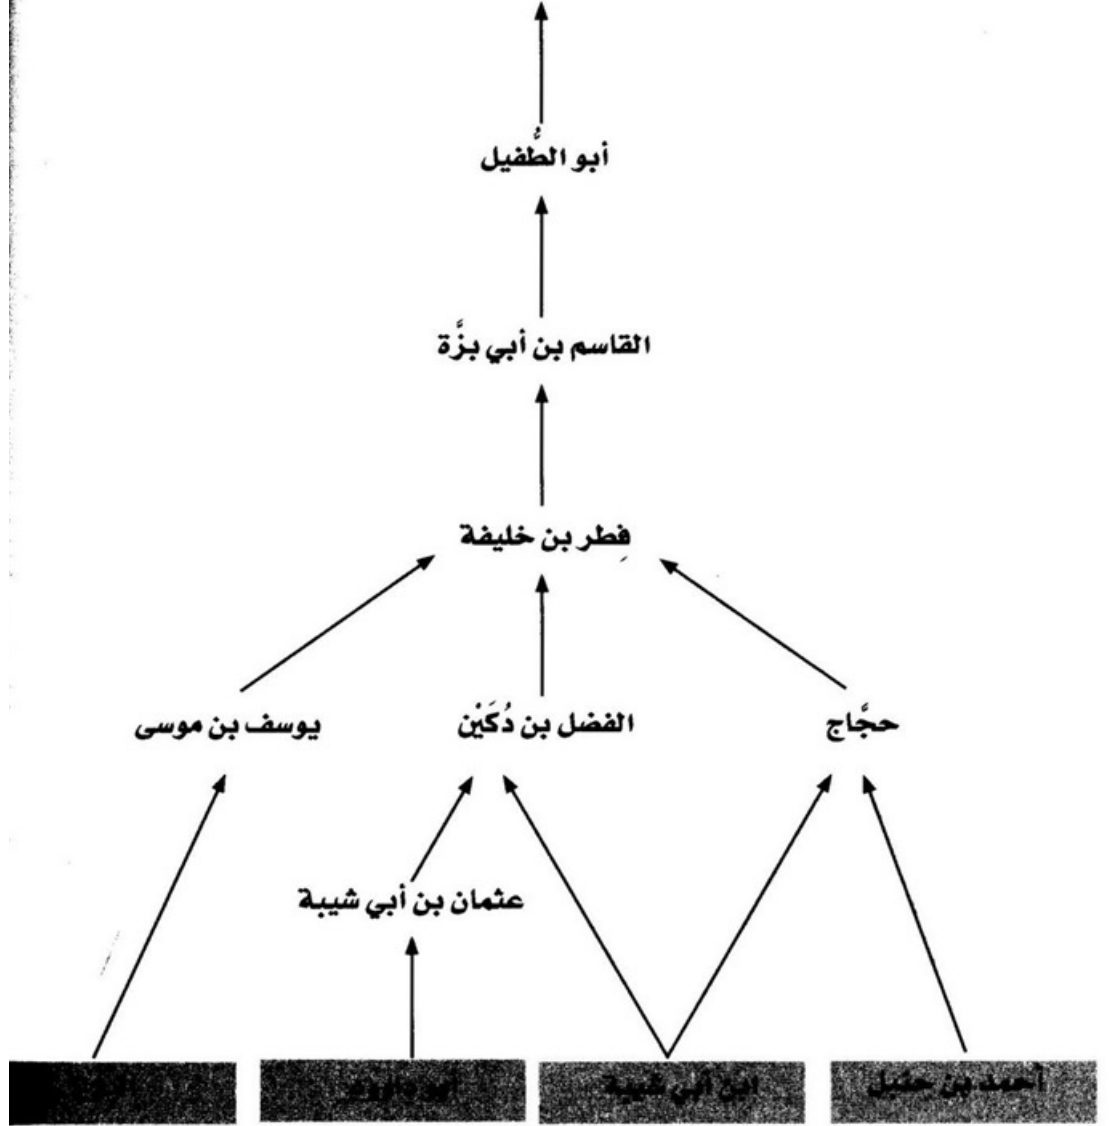 أبو الطُّفيل
القاسم بن أبي بزَّة
فِطر بن خليفة
حجَّاج
الفضل بن دُكَيْن
يوسف بن موسى
عثمان بن أبي شيبة
أحمد بن حنبل
ابن أبي شيبة
أبو داوود